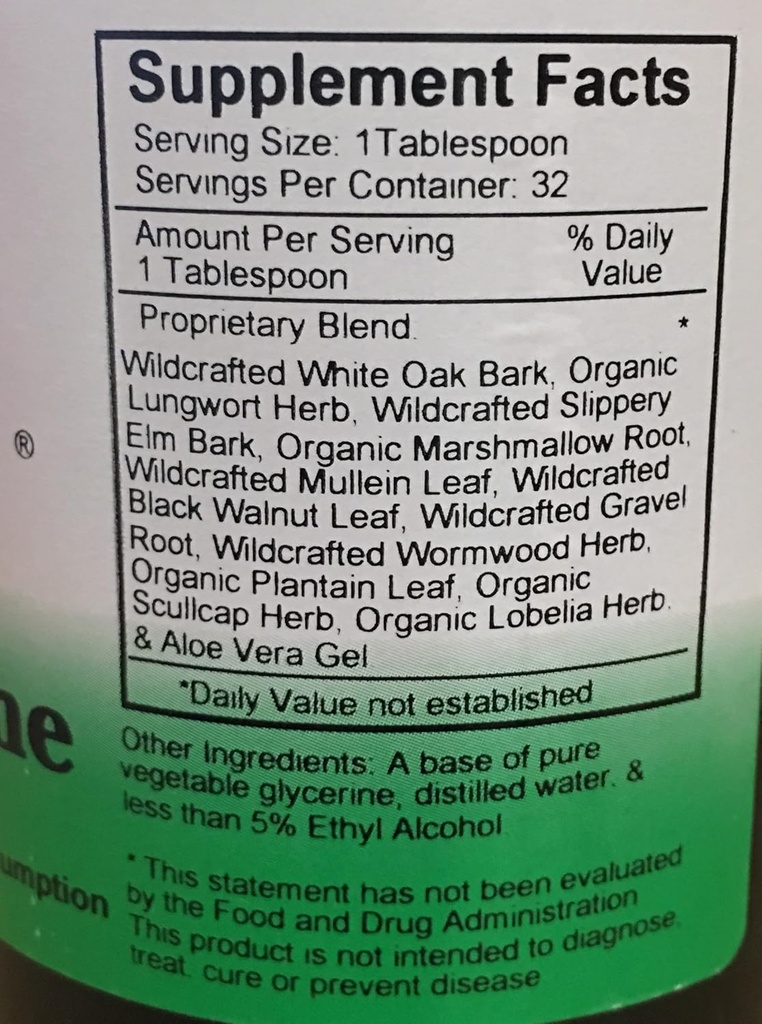 Supplement Facts
Serving Size: 1 Tablespoon
Servings Per Container: 32
Amount Per Serving % Daily
1 Tablespoon Value
Proprietary Blend *
Wildcrafted White Oak Bark, Organic
Lungwort Herb, Wildcrafted Slippery
Elm Bark, Organic Marshmallow Root,
Wildcrafted Mullein Leaf, Wildcrafted
Black Walnut Leaf, Wildcrafted Gravel
Root, Wildcrafted Wormwood Herb,
Organic Plantain Leaf, Organic
Scullcap Herb, Organic Lobelia Herb.
& Aloe Vera Gel
*Daily Value not established
Other Ingredients: A base of pure
vegetable glycerine, distilled water. &
less than 5% Ethyl Alcohol
* This statement has not been evaluated
by the Food and Drug Administration
This product is not intended to diagnose,
treat, cure or prevent disease
®